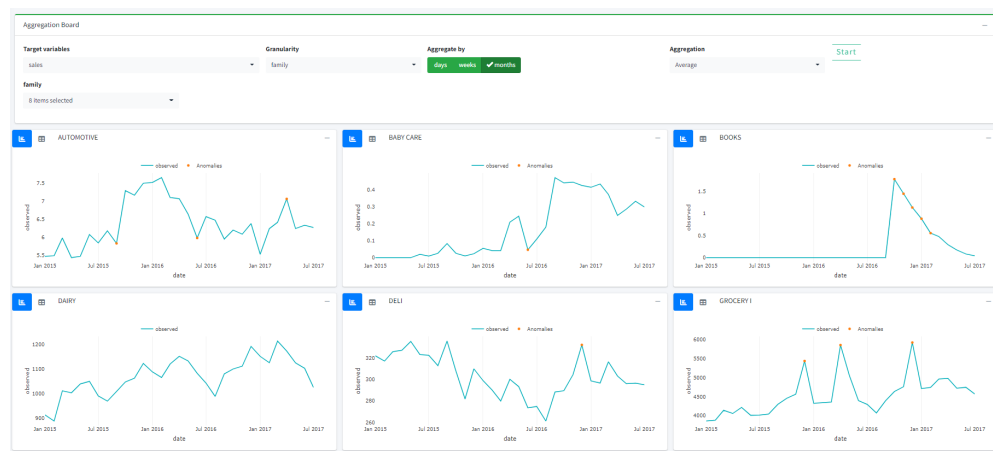 Aggregation Board
Target variables Granularity Aggregate by Aggregation
sales family days weeks months Average Start
family
8 items selected
AUTOMOTIVE
observed Anomalies
7.5
7
6.5
6
5.5
observed
Jan 2015 Jul 2015 Jan 2016 Jul 2016 Jan 2017 Jul 2017
date
BABY CARE
observed Anomalies
0.4
0.3
0.2
0.1
0
observed
Jan 2015 Jul 2015 Jan 2016 Jul 2016 Jan 2017 Jul 2017
date
BOOKS
observed Anomalies
1.5
1
0.5
0
observed
Jan 2015 Jul 2015 Jan 2016 Jul 2016 Jan 2017 Jul 2017
date
DAIRY
observed
1200
1100
1000
900
observed
Jan 2015 Jul 2015 Jan 2016 Jul 2016 Jan 2017 Jul 2017
date
DELI
observed Anomalies
320
300
280
260
observed
Jan 2015 Jul 2015 Jan 2016 Jul 2016 Jan 2017 Jul 2017
date
GROCERY I
observed Anomalies
6000
5500
5000
4500
4000
observed
Jan 2015 Jul 2015 Jan 2016 Jul 2016 Jan 2017 Jul 2017
date